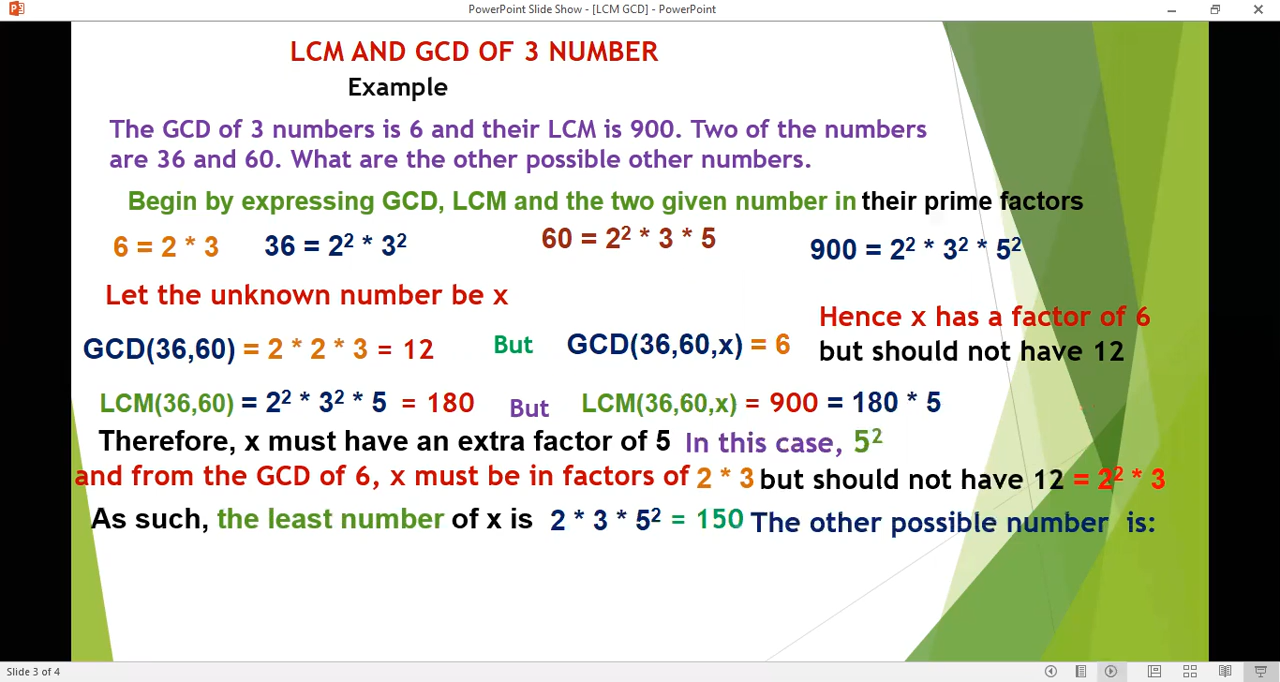 PowerPoint Slide Show - [LCM GCD] - PowerPoint
LCM AND GCD OF 3 NUMBER
Example
The GCD of 3 numbers is 6 and their LCM is 900. Two of the numbers
are 36 and 60. What are the other possible other numbers.
Begin by expressing GCD, LCM and the two given number in their prime factors
6 = 2 * 3 36 = 2² * 3² 60 = 2² * 3 * 5 900 = 2² * 3² * 5²
Let the unknown number be x
Hence x has a factor of 6
but should not have 12
GCD(36,60) = 2 * 2 * 3 = 12 But GCD(36,60,x) = 6
LCM(36,60) = 2² * 3² * 5 = 180 But LCM(36,60,x) = 900 = 180 * 5
Therefore, x must have an extra factor of 5 In this case, 5²
and from the GCD of 6, x must be in factors of 2 * 3 but should not have 12 = 2² * 3
As such, the least number of x is 2 * 3 * 5² = 150 The other possible number is:
Slide 3 of 4